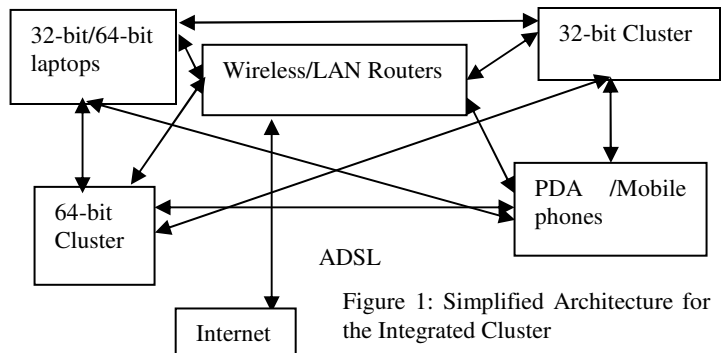 32-bit/64-bit
laptops
Wireless/LAN Routers
32-bit Cluster
64-bit
Cluster
PDA /Mobile
phones
ADSL
Internet
Figure 1: Simplified Architecture for
the Integrated Cluster